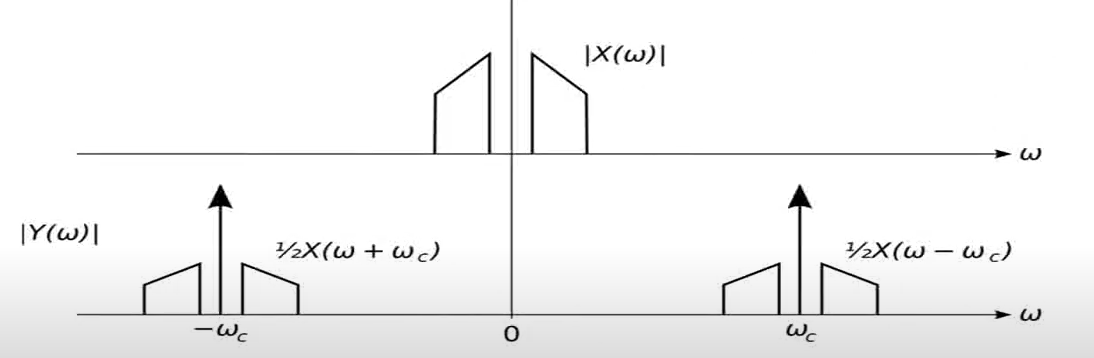 |X(ω)|
ω
|Y(ω)|
½X(ω + ω_c)
½X(ω − ω_c)
ω
−ω_c
0
ω_c